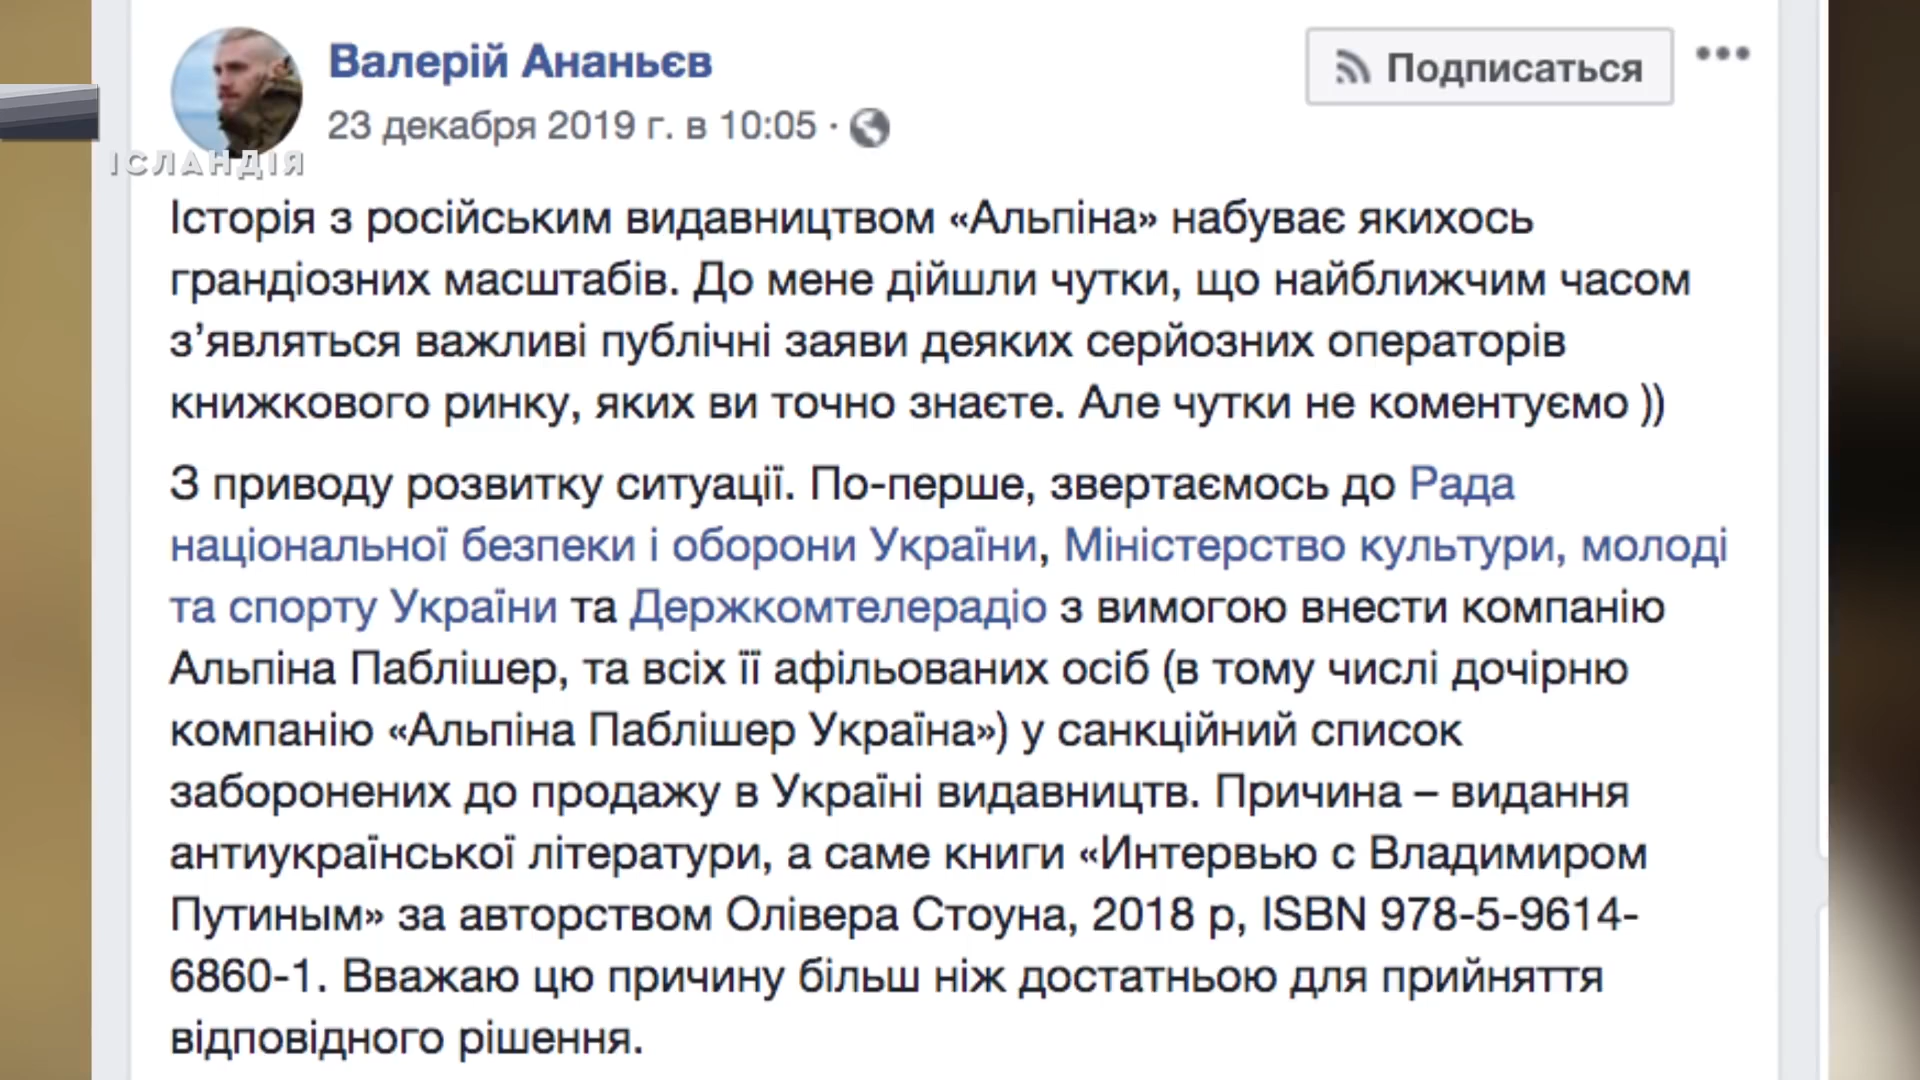 Валерій Ананьєв
Подписаться
23 декабря 2019 г. в 10:05 ·
ІСЛАНДІЯ
Історія з російським видавництвом «Альпіна» набуває якихось
грандіозних масштабів. До мене дійшли чутки, що найближчим часом
з’являться важливі публічні заяви деяких серйозних операторів
книжкового ринку, яких ви точно знаєте. Але чутки не коментуємо ))
З приводу розвитку ситуації. По-перше, звертаємось до Рада
національної безпеки і оборони України, Міністерство культури, молоді
та спорту України та Держкомтелерадіо з вимогою внести компанію
Альпіна Паблішер, та всіх її афільованих осіб (в тому числі дочірню
компанію «Альпіна Паблішер Україна») у санкційний список
заборонених до продажу в Україні видавництв. Причина – видання
антиукраїнської літератури, а саме книги «Интервью с Владимиром
Путиным» за авторством Олівера Стоуна, 2018 р, ISBN 978-5-9614-
6860-1. Вважаю цю причину більш ніж достатньою для прийняття
відповідного рішення.